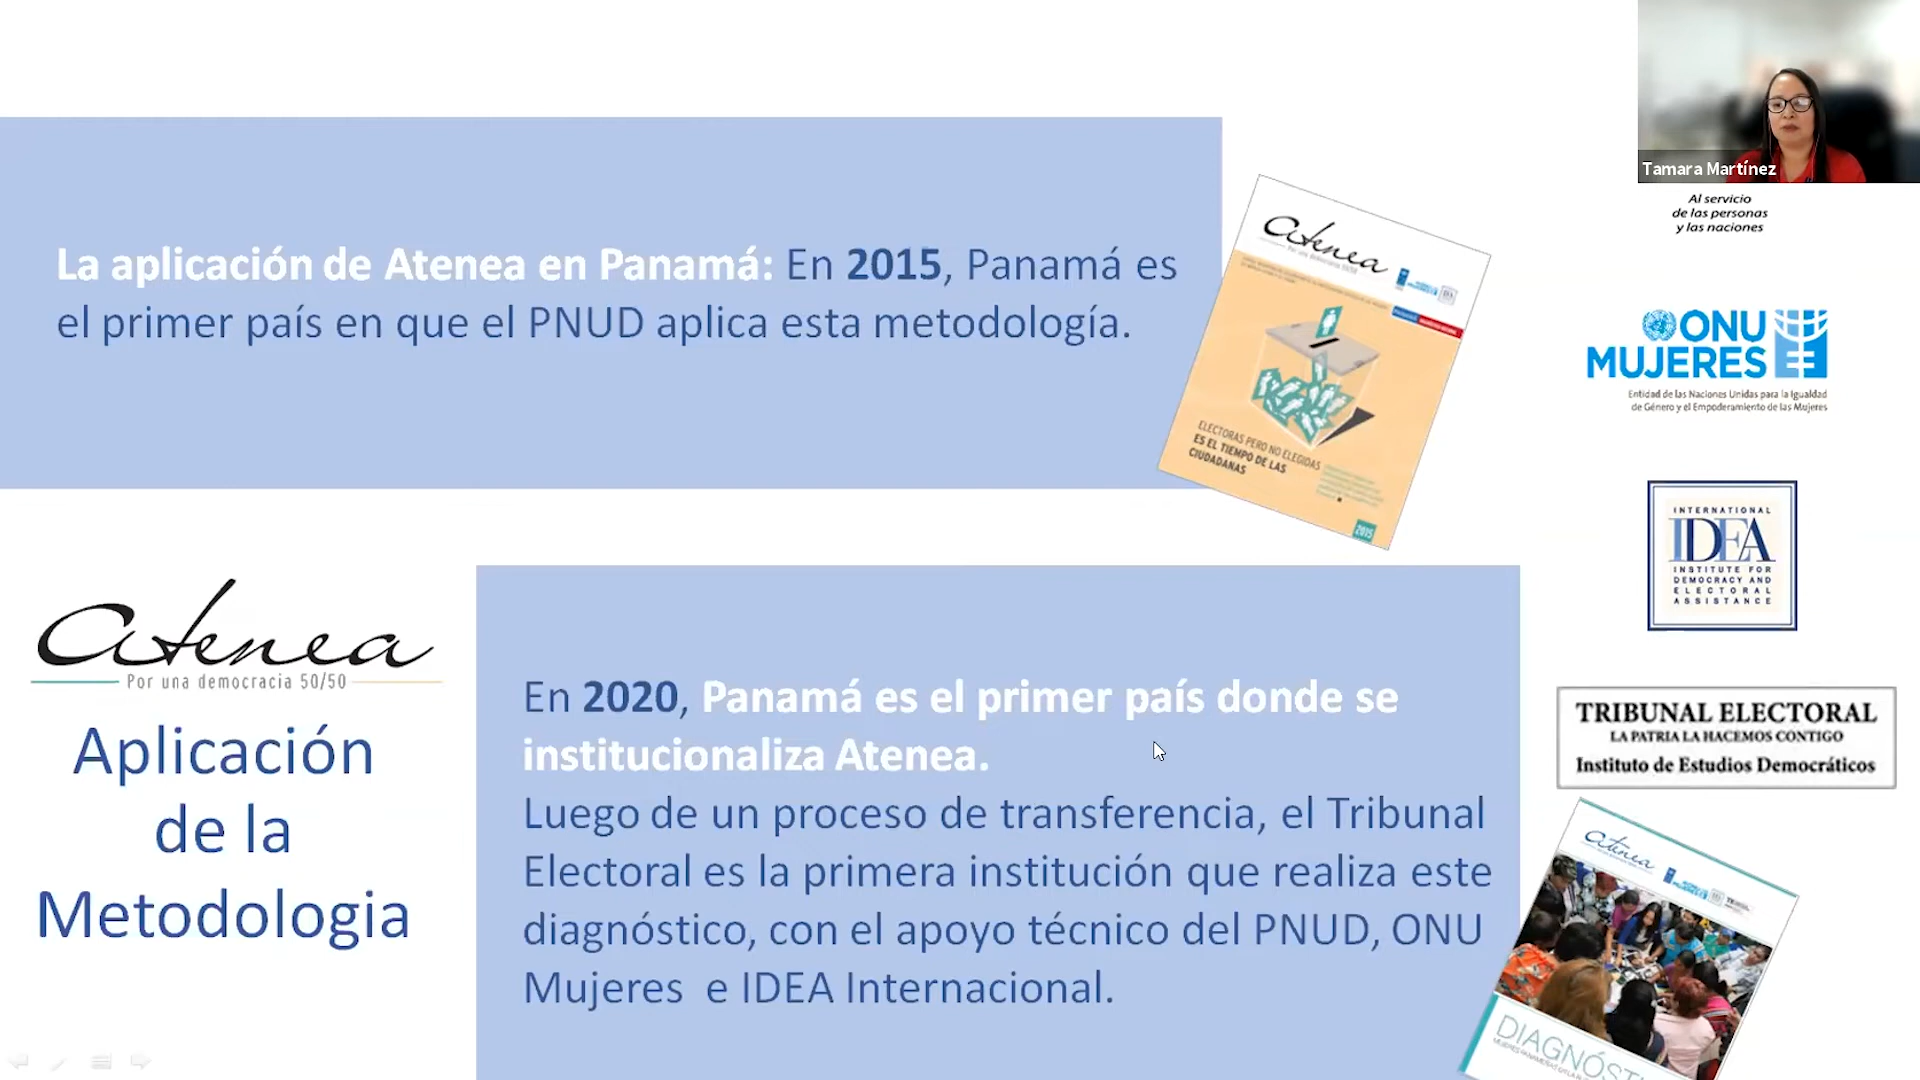 Tamara Martínez
Al servicio
de las personas
y las naciones
La aplicación de Atenea en Panamá: En 2015, Panamá es
el primer país en que el PNUD aplica esta metodología.
Atenea
ELECTORAS PERO NO ELEGIDAS
ES EL TIEMPO DE LAS
CIUDADANAS
2015
ONU
MUJERES
Entidad de las Naciones Unidas para la Igualdad
de Género y el Empoderamiento de las Mujeres
INTERNATIONAL
IDEA
INSTITUTE FOR
DEMOCRACY AND
ELECTORAL
ASSISTANCE
Atenea
Por una democracia 50/50
Aplicación
de la
Metodologia
En 2020, Panamá es el primer país donde se
institucionaliza Atenea.
Luego de un proceso de transferencia, el Tribunal
Electoral es la primera institución que realiza este
diagnóstico, con el apoyo técnico del PNUD, ONU
Mujeres e IDEA Internacional.
TRIBUNAL ELECTORAL
LA PATRIA LA HACEMOS CONTIGO
Instituto de Estudios Democráticos
Atenea
DIAGNÓST